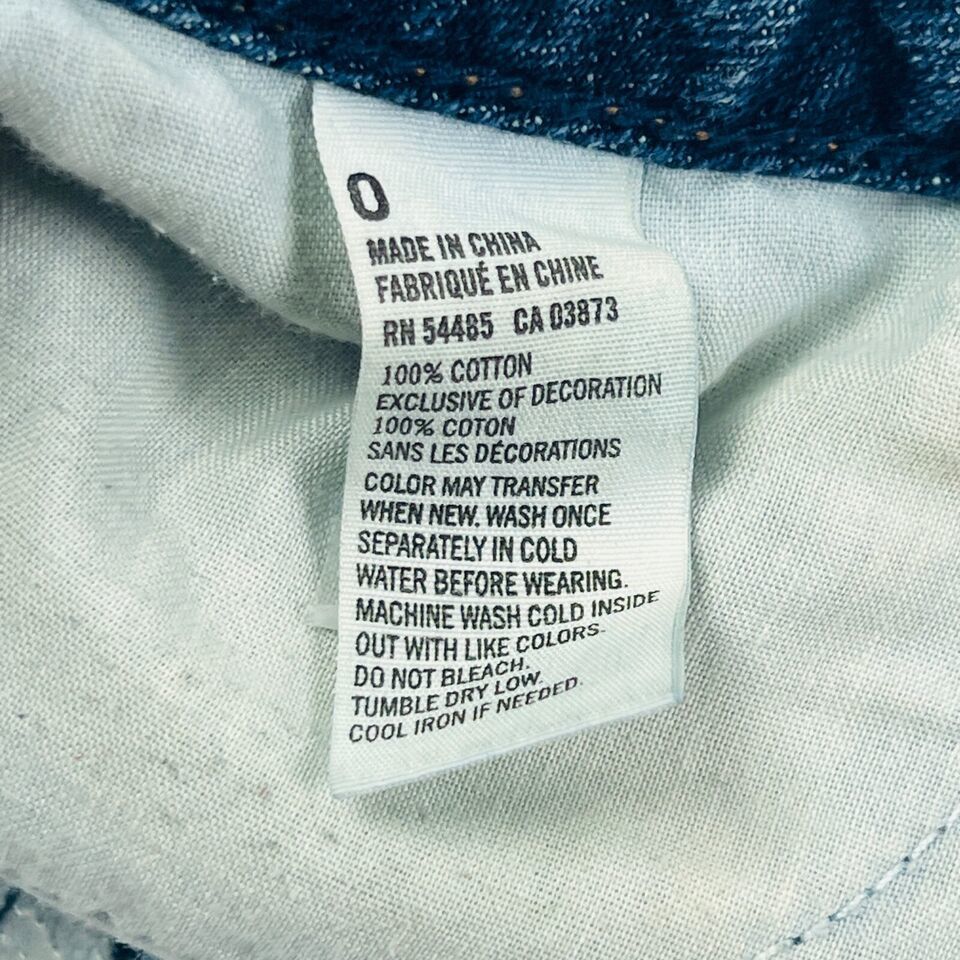 0
MADE IN CHINA
FABRIQUÉ EN CHINE
RN 54485 CA 03873
100% COTTON
EXCLUSIVE OF DECORATION
100% COTON
SANS LES DÉCORATIONS
COLOR MAY TRANSFER
WHEN NEW, WASH ONCE
SEPARATELY IN COLD
WATER BEFORE WEARING.
MACHINE WASH COLD INSIDE
OUT WITH LIKE COLORS.
DO NOT BLEACH.
TUMBLE DRY LOW.
COOL IRON IF NEEDED.